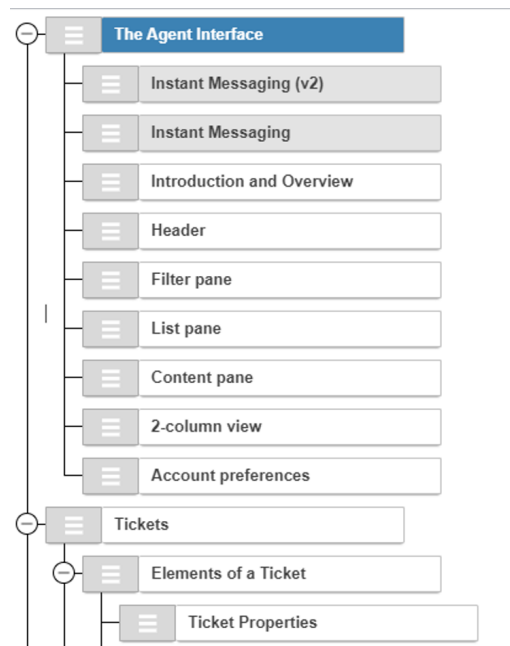 The Agent Interface
Instant Messaging (v2)
Instant Messaging
Introduction and Overview
Header
Filter pane
List pane
Content pane
2-column view
Account preferences
Tickets
Elements of a Ticket
Ticket Properties